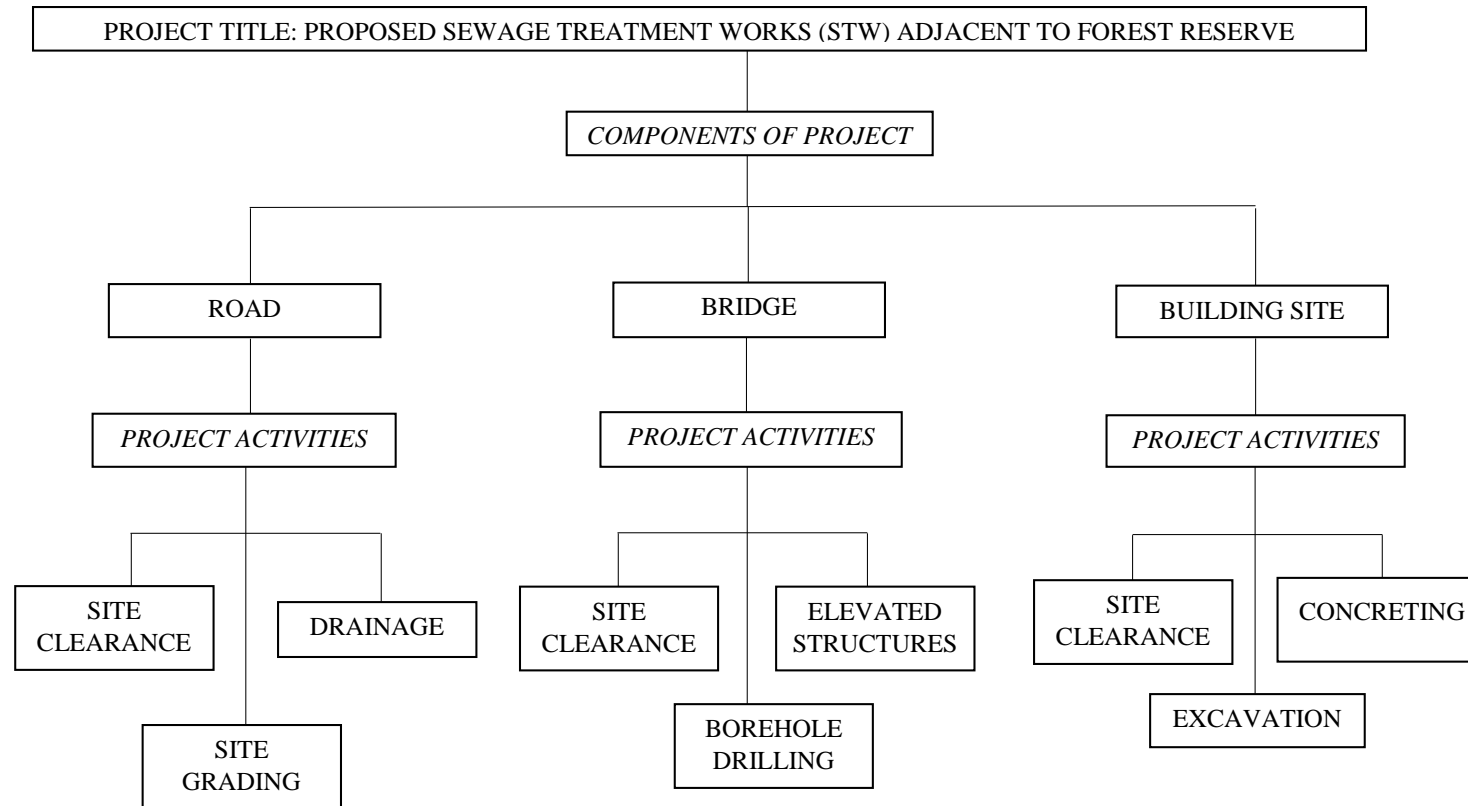 PROJECT TITLE: PROPOSED SEWAGE TREATMENT WORKS (STW) ADJACENT TO FOREST RESERVE
COMPONENTS OF PROJECT
ROAD
BRIDGE
BUILDING SITE
PROJECT ACTIVITIES
PROJECT ACTIVITIES
PROJECT ACTIVITIES
SITE
CLEARANCE
DRAINAGE
SITE
GRADING
SITE
CLEARANCE
ELEVATED
STRUCTURES
BOREHOLE
DRILLING
SITE
CLEARANCE
CONCRETING
EXCAVATION